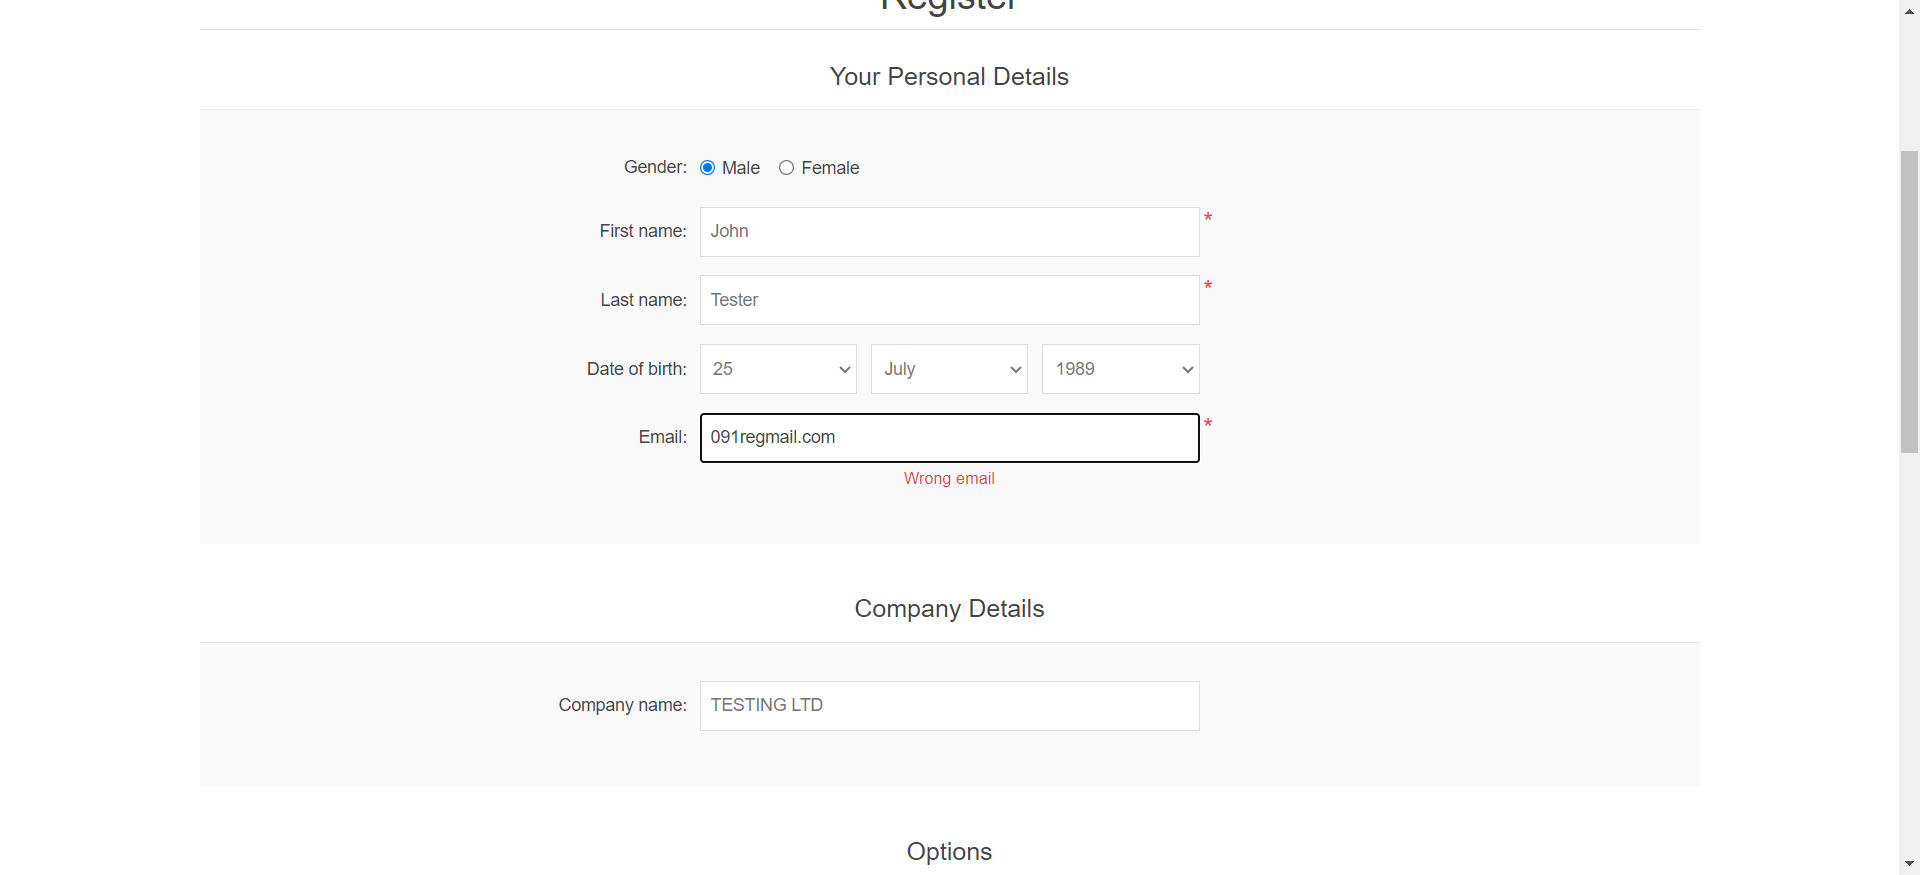 Register
Your Personal Details
Gender: Male Female
First name: John *
Last name: Tester *
Date of birth: 25 July 1989
Email: 091regmail.com *
Wrong email
Company Details
Company name: TESTING LTD
Options